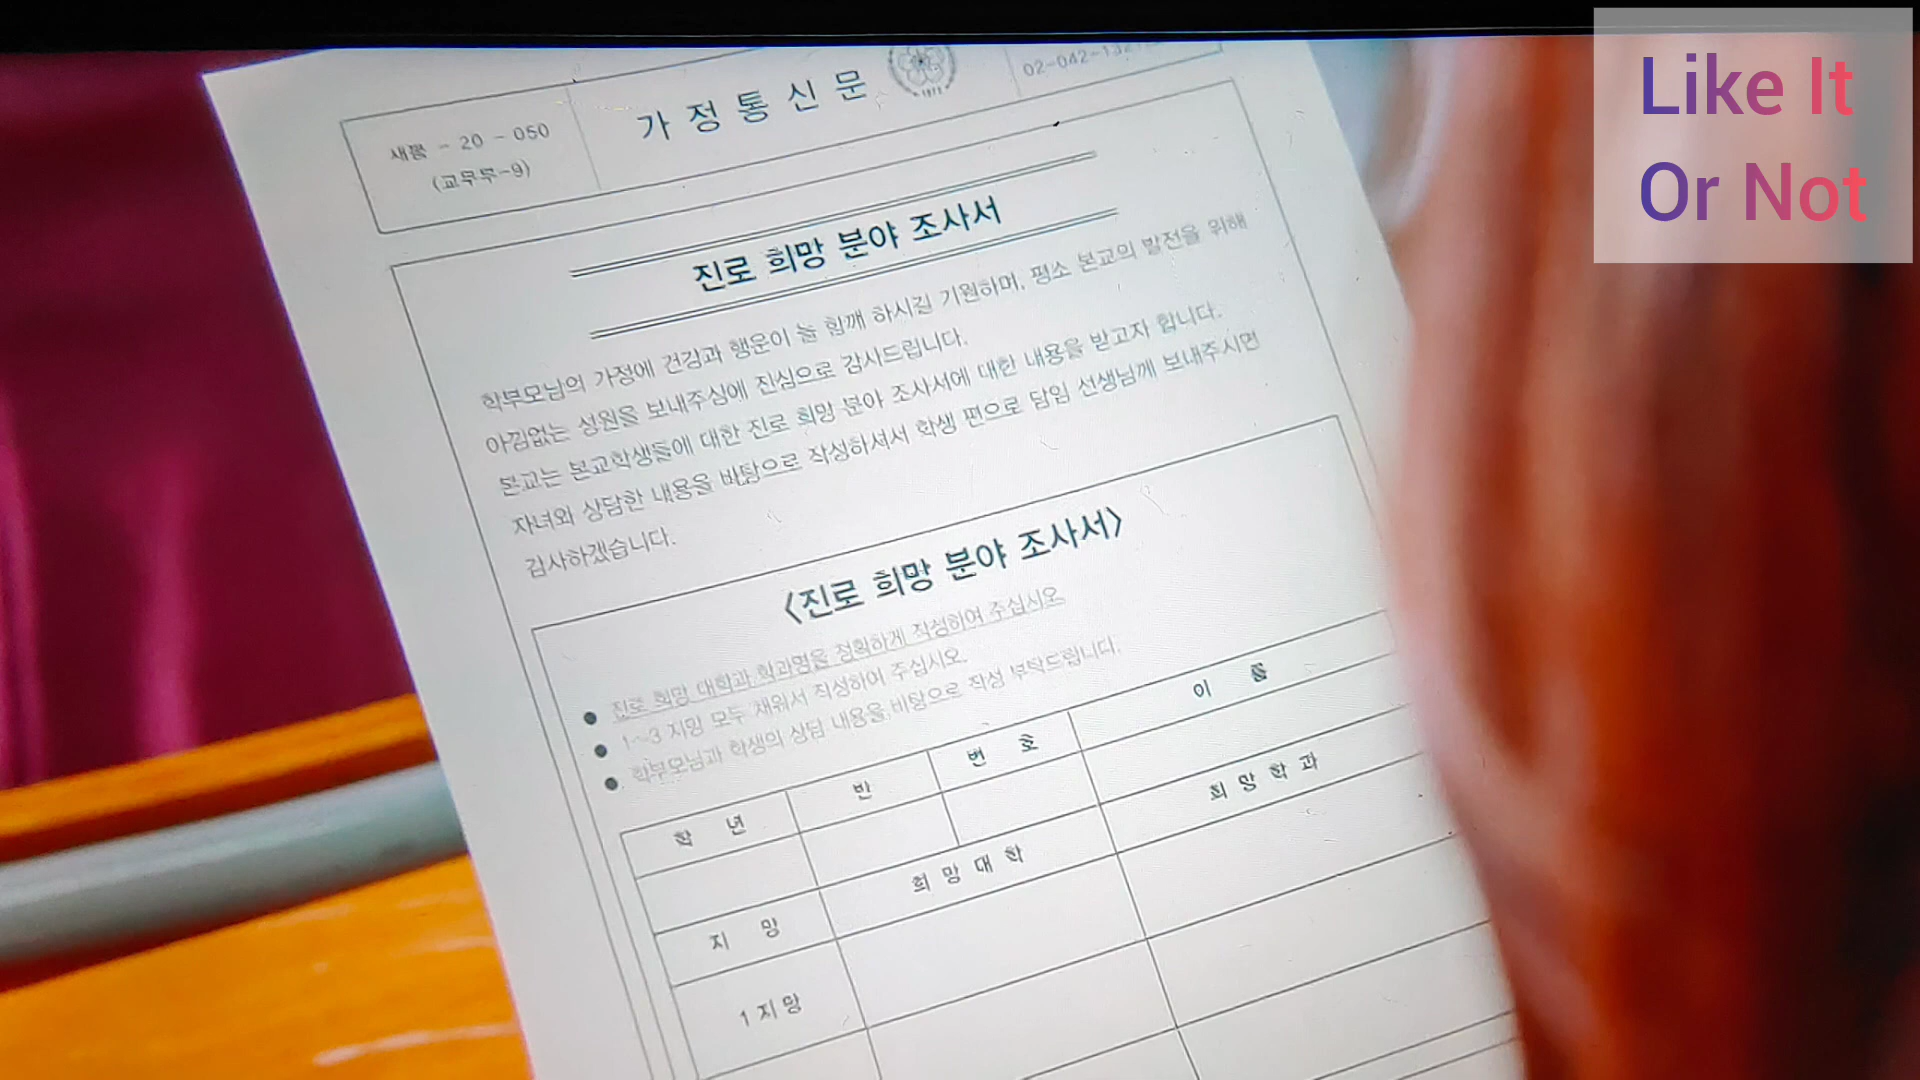 새봄 - 20 - 050
(교무부-9)
가 정 통 신 문
1977
02-042-132
Like It
Or Not
진로 희망 분야 조사서
학부모님의 가정에 건강과 행운이 늘 함께 하시길 기원하며, 평소 본교의 발전을 위해
아낌없는 성원을 보내주심에 진심으로 감사드립니다.
본교는 본교학생들에 대한 진로 희망 분야 조사서에 대한 내용을 받고자 합니다.
자녀와 상담한 내용을 바탕으로 작성하셔서 학생 편으로 담임 선생님께 보내주시면
감사하겠습니다.
<진로 희망 분야 조사서>
● 진로 희망 대학과 학과명을 정확하게 작성하여 주십시오.
● 1~3 지망 모두 채워서 작성하여 주십시오.
● 학부모님과 학생의 상담 내용을 바탕으로 작성 부탁드립니다.
학 년 반 번 호 이 름
지 망 희 망 대 학 희 망 학 과
1 지 망